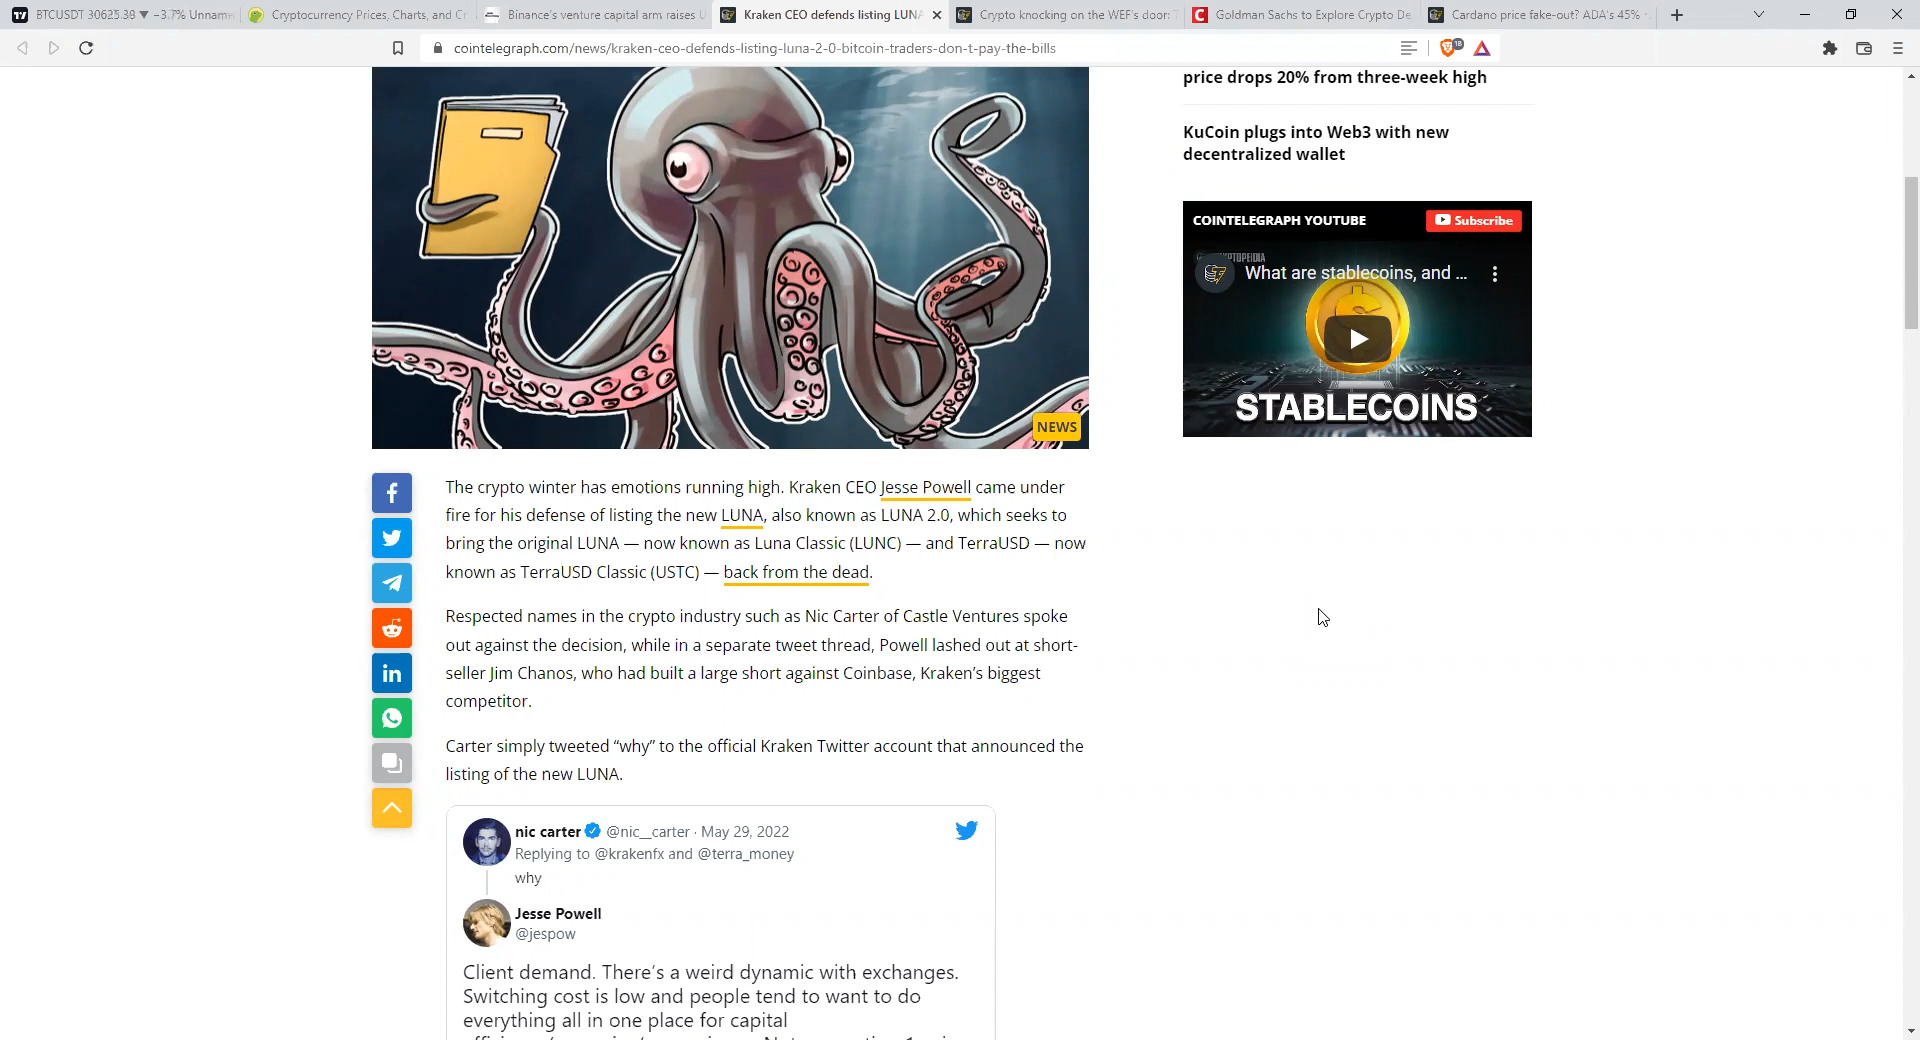 BTCUSDT 30625.38 ▼ −3.7% Unnam
Cryptocurrency Prices, Charts, and Cr
Binance's venture capital arm raises U
Kraken CEO defends listing LUNA
Crypto knocking on the WEF's door: T
Goldman Sachs to Explore Crypto De
Cardano price fake-out? ADA's 45%
cointelegraph.com/news/kraken-ceo-defends-listing-luna-2-0-bitcoin-traders-don-t-pay-the-bills
18
NEWS
The crypto winter has emotions running high. Kraken CEO Jesse Powell came under
fire for his defense of listing the new LUNA, also known as LUNA 2.0, which seeks to
bring the original LUNA — now known as Luna Classic (LUNC) — and TerraUSD — now
known as TerraUSD Classic (USTC) — back from the dead.
Respected names in the crypto industry such as Nic Carter of Castle Ventures spoke
out against the decision, while in a separate tweet thread, Powell lashed out at short-
seller Jim Chanos, who had built a large short against Coinbase, Kraken's biggest
competitor.
Carter simply tweeted “why” to the official Kraken Twitter account that announced the
listing of the new LUNA.
nic carter @nic__carter · May 29, 2022
Replying to @krakenfx and @terra_money
why
Jesse Powell
@jespow
Client demand. There's a weird dynamic with exchanges.
Switching cost is low and people tend to want to do
everything all in one place for capital
price drops 20% from three-week high
KuCoin plugs into Web3 with new
decentralized wallet
COINTELEGRAPH YOUTUBE
Subscribe
What are stablecoins, and ...
STABLECOINS